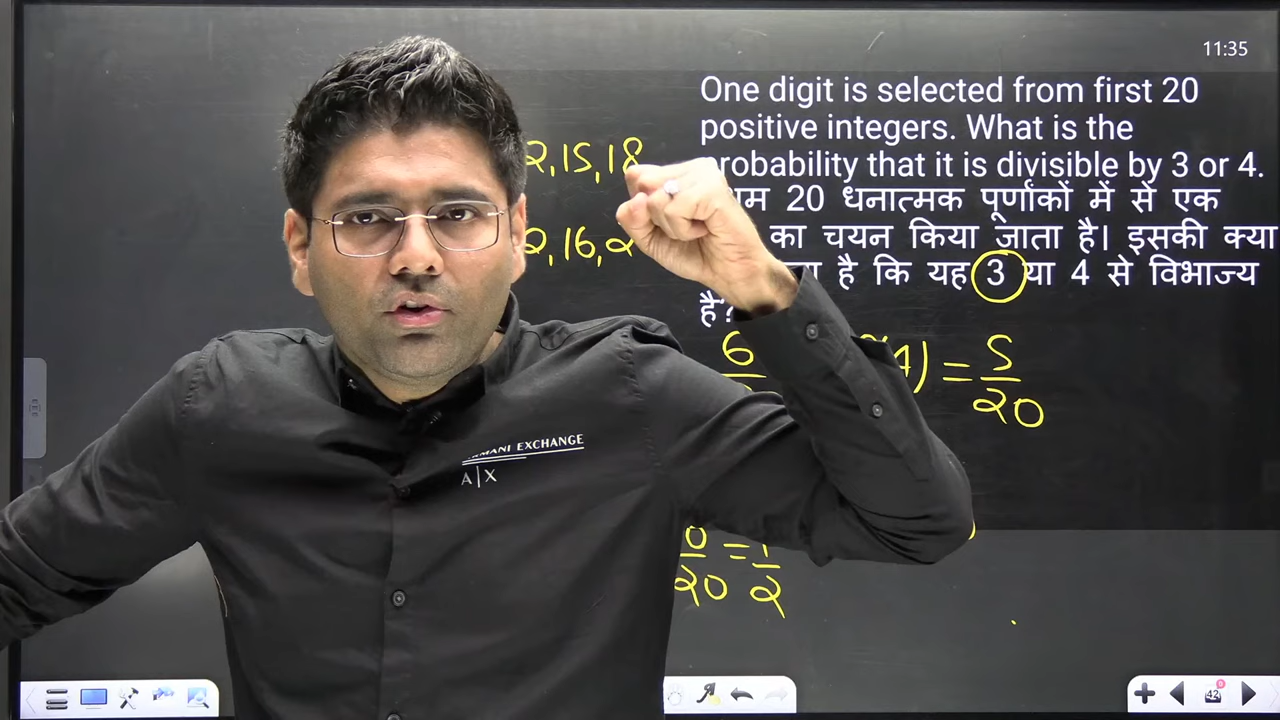 11:35
One digit is selected from first 20
positive integers. What is the
probability that it is divisible by 3 or 4.
20 धनात्मक पूर्णांकों में से एक
का चयन किया जाता है। इसकी क्या
है कि यह 3 या 4 से विभाज्य
है?
2,15,18
2,16,2
6
4) = 5/20
0/20 = 1/2
ARMANI EXCHANGE
A|X
42